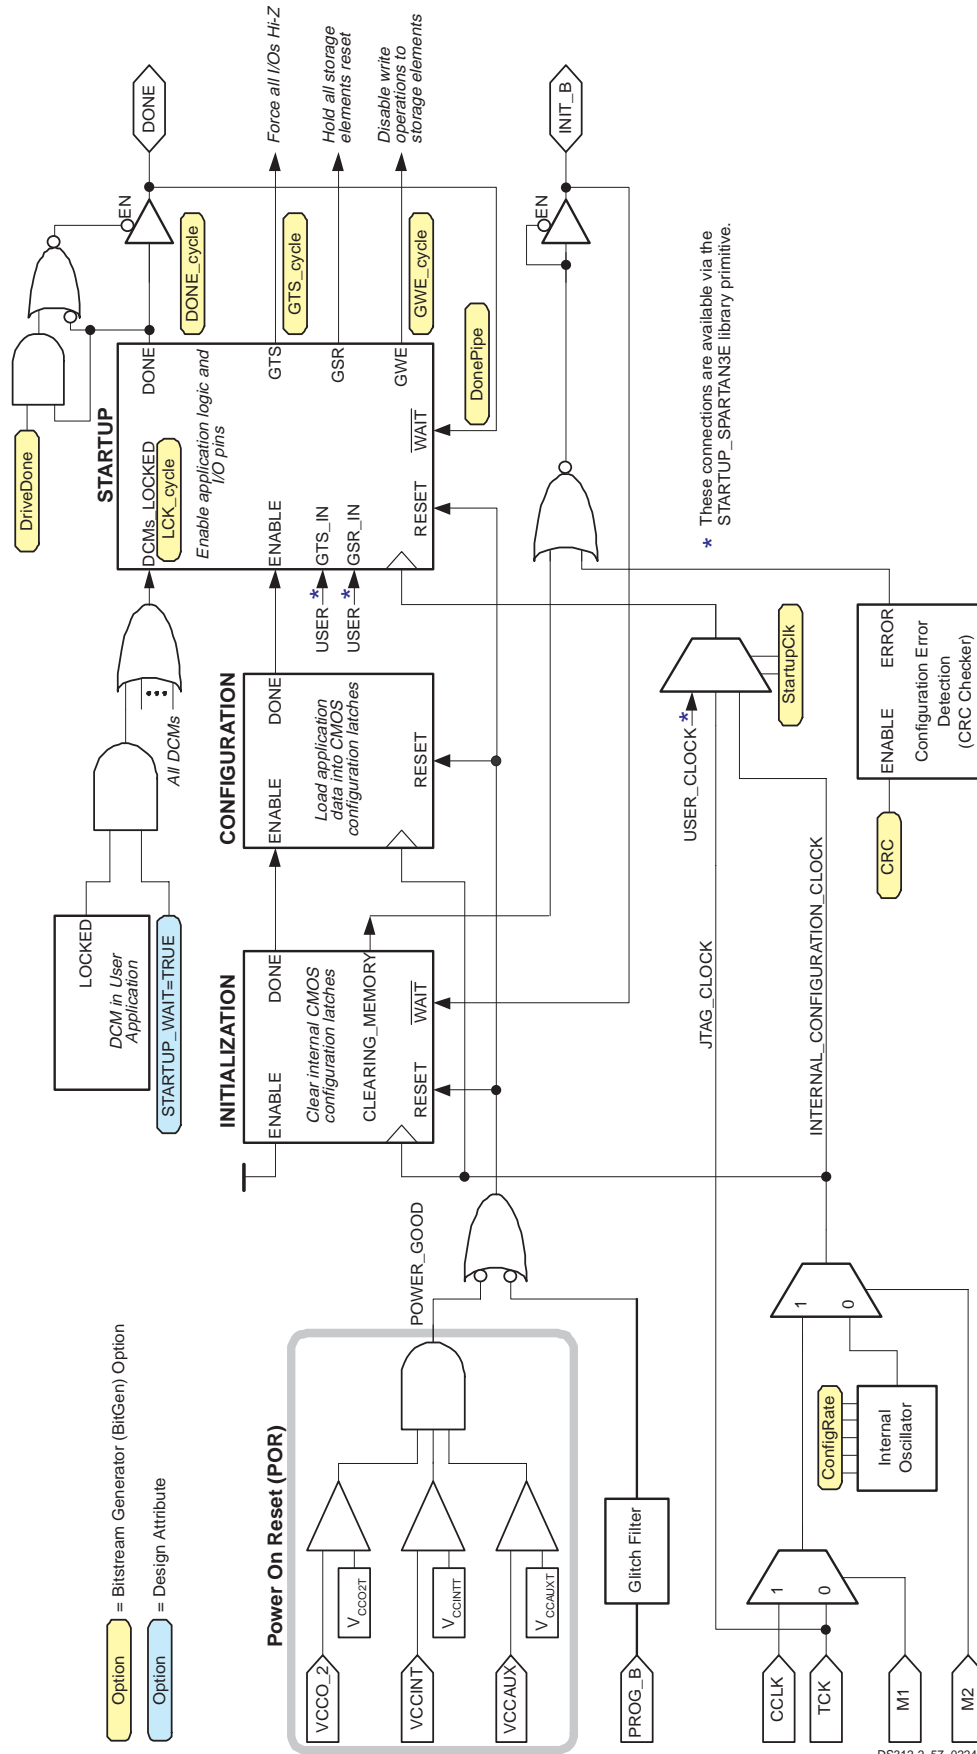 Option
= Bitstream Generator (BitGen) Option
Option
= Design Attribute
Power On Reset (POR)
VCCO_2
VCCINT
VCCAUX
VCCO2T
VCCINTT
VCCAUXT
POWER_GOOD
PROG_B
Glitch Filter
CCLK
TCK
M1
M2
1
0
ConfigRate
Internal
Oscillator
1
0
LOCKED
DCM in User
Application
STARTUP_WAIT=TRUE
All DCMs
INITIALIZATION
ENABLE
DONE
Clear internal CMOS
configuration latches
CLEARING_MEMORY
RESET
WAIT
CONFIGURATION
ENABLE
DONE
Load application
data into CMOS
configuration latches
RESET
STARTUP
DCMs_LOCKED
LCK_cycle
DONE
Enable application logic and
I/O pins
ENABLE
GTS
USER * GTS_IN
USER * GSR_IN
GSR
GWE
RESET
WAIT
DriveDone
EN
DONE
DONE_cycle
GTS_cycle
GWE_cycle
DonePipe
Force all I/Os Hi-Z
Hold all storage
elements reset
Disable write
operations to
storage elements
EN
INIT_B
* These connections are available via the
STARTUP_SPARTAN3E library primitive.
USER_CLOCK *
StartupClk
JTAG_CLOCK
INTERNAL_CONFIGURATION_CLOCK
CRC
ENABLE
ERROR
Configuration Error
Detection
(CRC Checker)